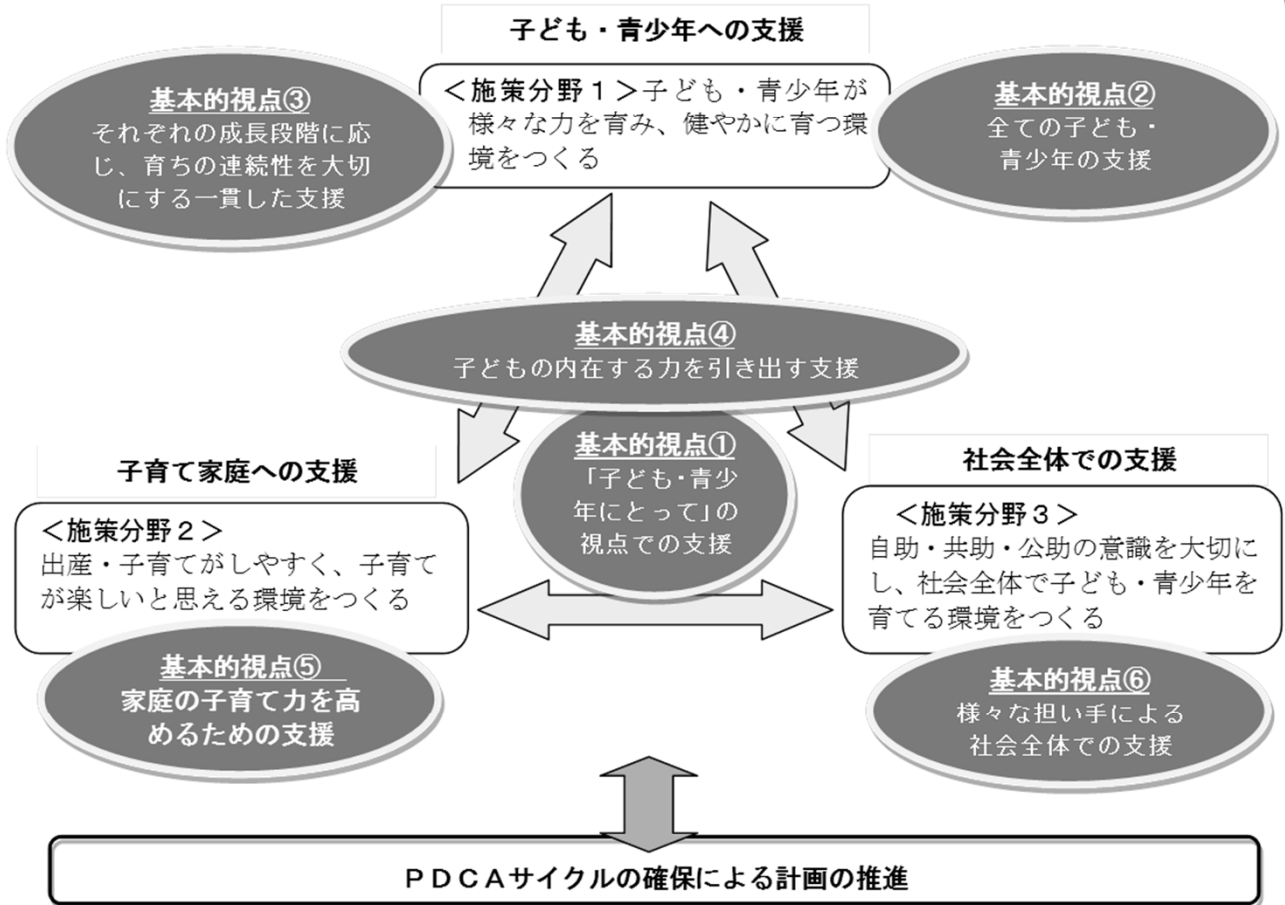 子ども・青少年への支援
＜施策分野１＞子ども・青少年が
様々な力を育み、健やかに育つ環
境をつくる
基本的視点③
それぞれの成長段階に応
じ、育ちの連続性を大切
にする一貫した支援
基本的視点②
全ての子ども・
青少年の支援
基本的視点④
子どもの内在する力を引き出す支援
基本的視点①
「子ども・青少
年にとって」の
視点での支援
子育て家庭への支援
＜施策分野２＞
出産・子育てがしやすく、子育て
が楽しいと思える環境をつくる
基本的視点⑤
家庭の子育て力を高
めるための支援
社会全体での支援
＜施策分野３＞
自助・共助・公助の意識を大切に
し、社会全体で子ども・青少年を
育てる環境をつくる
基本的視点⑥
様々な担い手による
社会全体での支援
ＰＤＣＡサイクルの確保による計画の推進